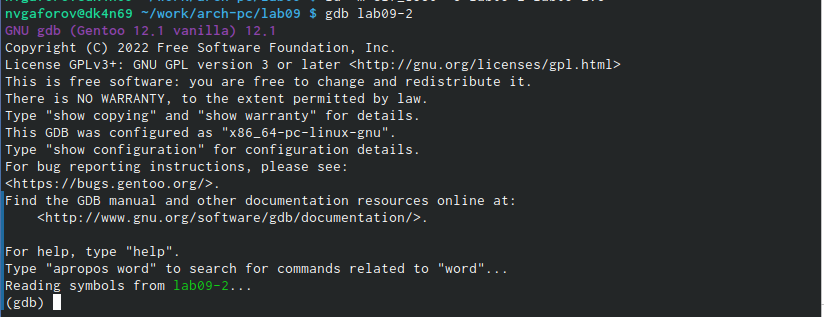 nvgaforov@dk4n69 ~/work/arch-pc/lab09 $ gdb lab09-2
GNU gdb (Gentoo 12.1 vanilla) 12.1
Copyright (C) 2022 Free Software Foundation, Inc.
License GPLv3+: GNU GPL version 3 or later <http://gnu.org/licenses/gpl.html>
This is free software: you are free to change and redistribute it.
There is NO WARRANTY, to the extent permitted by law.
Type "show copying" and "show warranty" for details.
This GDB was configured as "x86_64-pc-linux-gnu".
Type "show configuration" for configuration details.
For bug reporting instructions, please see:
<https://bugs.gentoo.org/>.
Find the GDB manual and other documentation resources online at:
    <http://www.gnu.org/software/gdb/documentation/>.

For help, type "help".
Type "apropos word" to search for commands related to "word"...
Reading symbols from lab09-2...
(gdb)